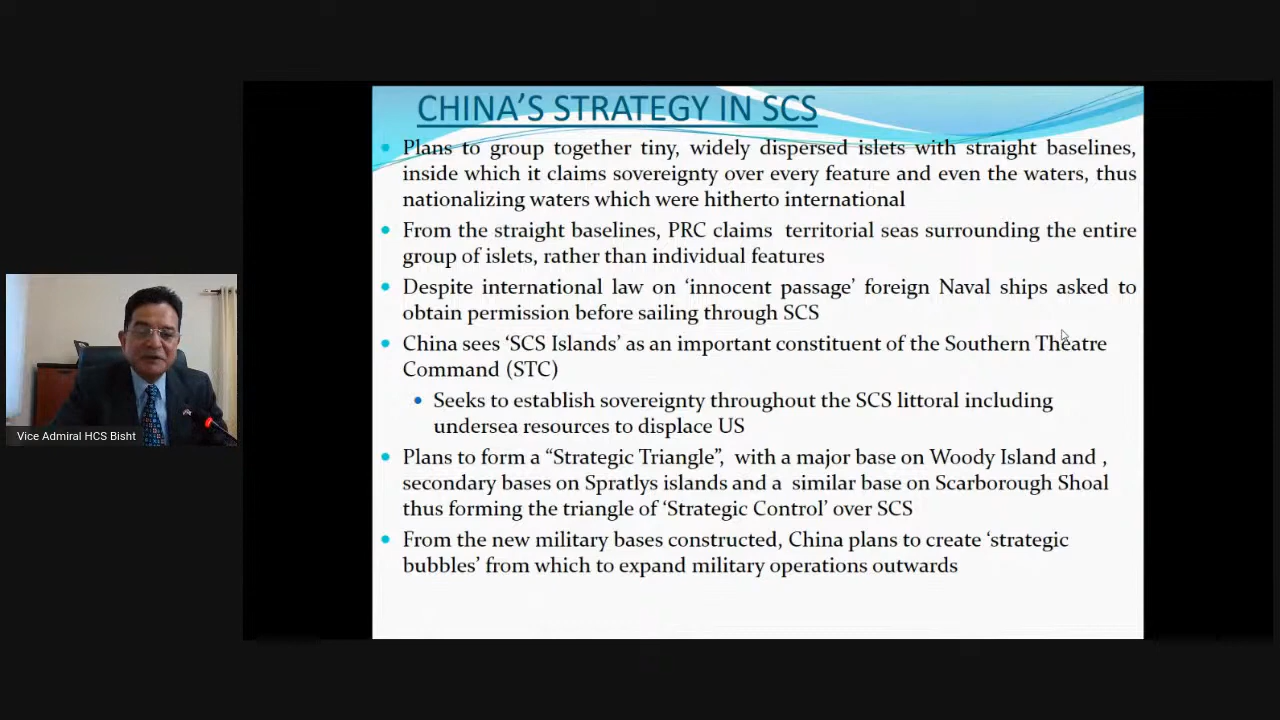 CHINA'S STRATEGY IN SCS
Plans to group together tiny, widely dispersed islets with straight baselines,
inside which it claims sovereignty over every feature and even the waters, thus
nationalizing waters which were hitherto international
From the straight baselines, PRC claims territorial seas surrounding the entire
group of islets, rather than individual features
Despite international law on 'innocent passage' foreign Naval ships asked to
obtain permission before sailing through SCS
China sees 'SCS Islands' as an important constituent of the Southern Theatre
Command (STC)
Seeks to establish sovereignty throughout the SCS littoral including
undersea resources to displace US
Plans to form a "Strategic Triangle", with a major base on Woody Island and ,
secondary bases on Spratlys islands and a similar base on Scarborough Shoal
thus forming the triangle of 'Strategic Control' over SCS
From the new military bases constructed, China plans to create 'strategic
bubbles' from which to expand military operations outwards
Vice Admiral HCS Bisht